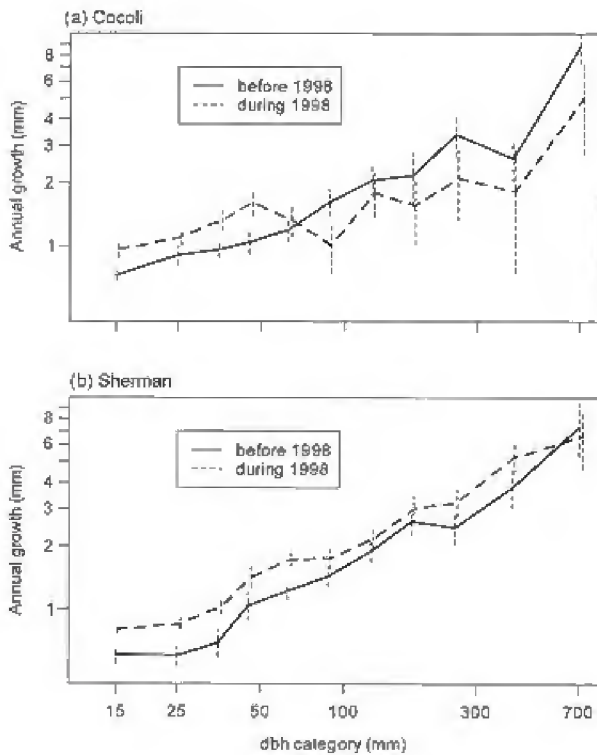 (a) Cocoli
8
6
4
3
2
1
Annual growth (mm)
before 1998
during 1998
(b) Sherman
8
6
4
3
2
1
Annual growth (mm)
before 1998
during 1998
15 25 50 100 300 700
dbh category (mm)